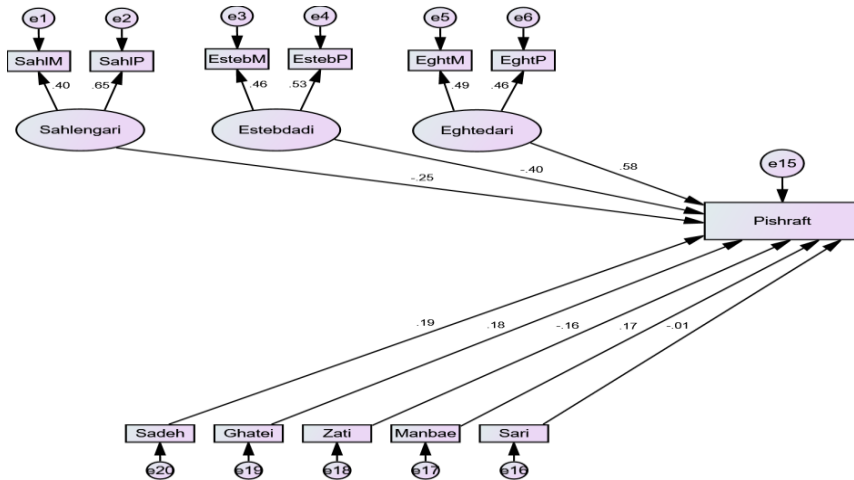 e1 e2 e3 e4 e5 e6
SahlM SahlP EstebM EstebP EghtM EghtP
.40 .65 .46 .53 .49 .46
Sahlengari Estebdadi Eghtedari
-.25 -.40 .58
e15
Pishraft
.19 .18 -.16 .17 -.01
Sadeh Ghatei Zati Manbae Sari
e20 e19 e18 e17 e16